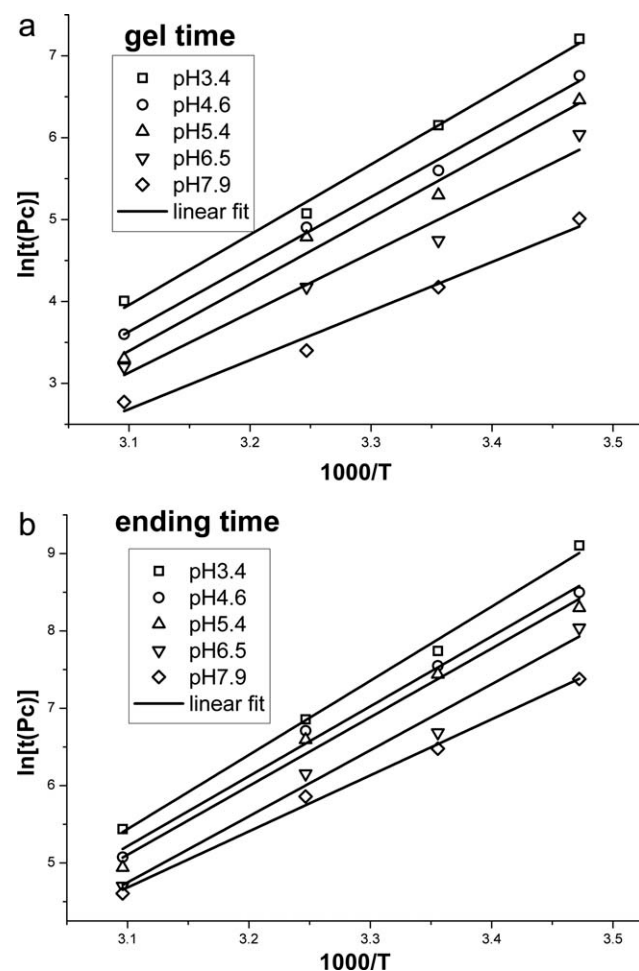 a
gel time
pH3.4
pH4.6
pH5.4
pH6.5
pH7.9
linear fit
7
6
5
4
3
ln[t(Pc)]
3.1
3.2
3.3
3.4
3.5
1000/T
b
ending time
pH3.4
pH4.6
pH5.4
pH6.5
pH7.9
linear fit
9
8
7
6
5
ln[t(Pc)]
3.1
3.2
3.3
3.4
3.5
1000/T